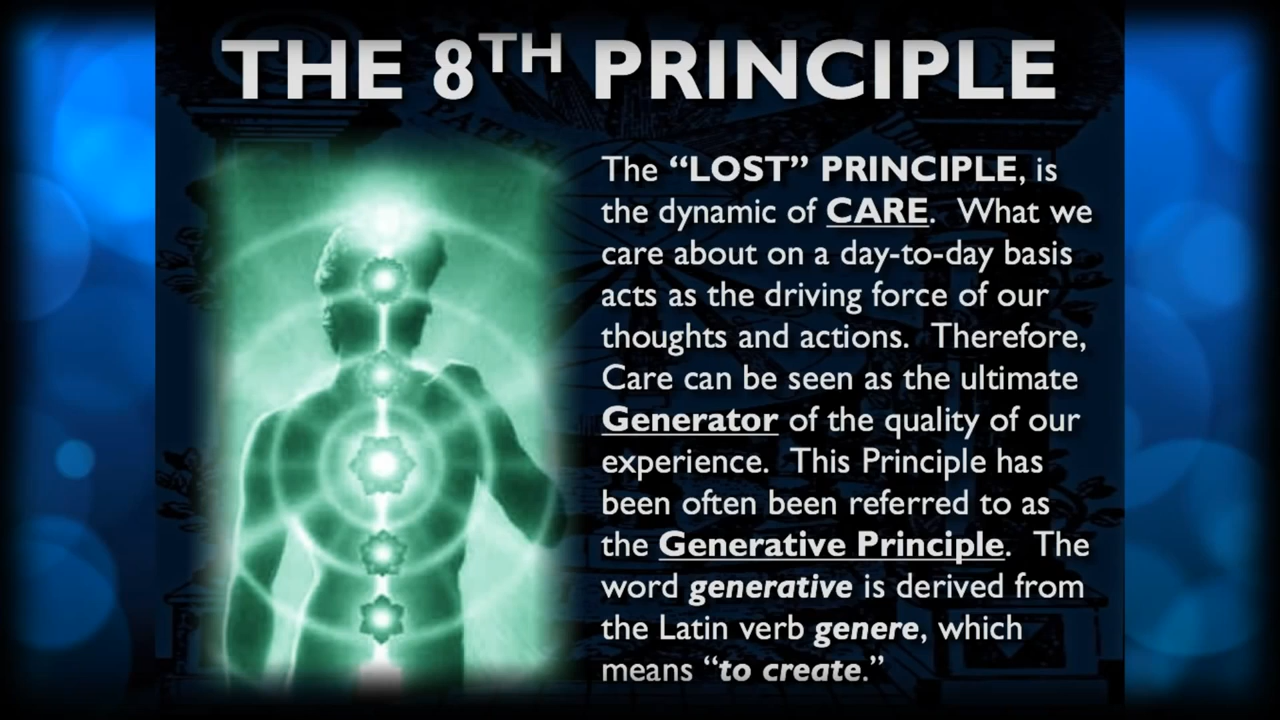 THE 8TH PRINCIPLE
The “LOST” PRINCIPLE, is
the dynamic of CARE. What we
care about on a day-to-day basis
acts as the driving force of our
thoughts and actions. Therefore,
Care can be seen as the ultimate
Generator of the quality of our
experience. This Principle has
been often been referred to as
the Generative Principle. The
word generative is derived from
the Latin verb genere, which
means “to create.”